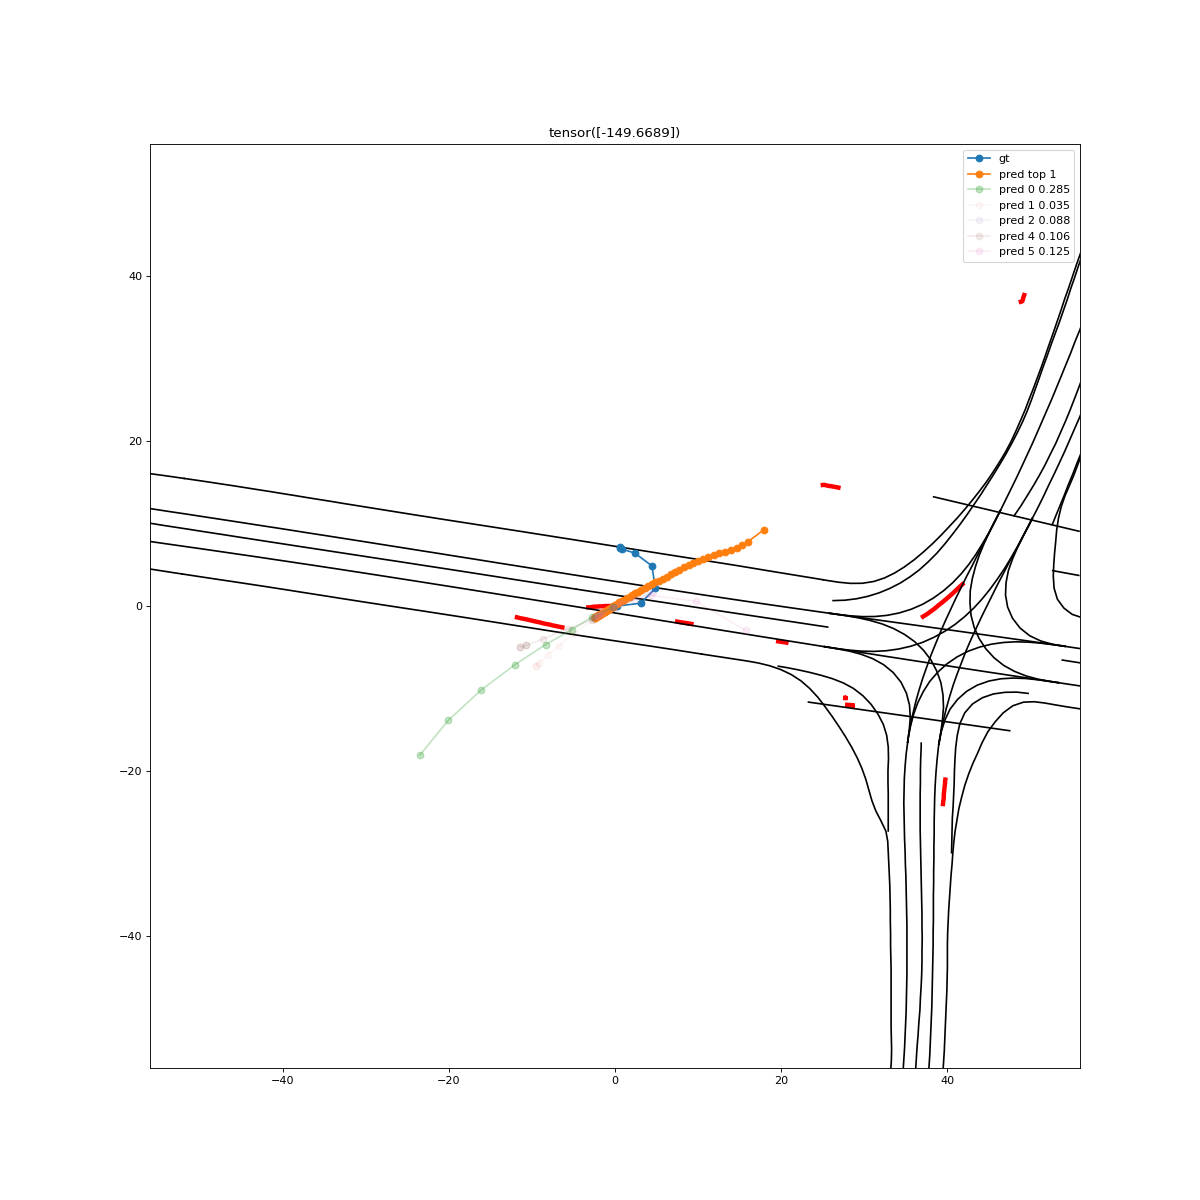 tensor([-149.6689])
gt
pred top 1
pred 0 0.285
pred 1 0.035
pred 2 0.088
pred 4 0.106
pred 5 0.125
40
20
0
−20
−40
−40
−20
0
20
40